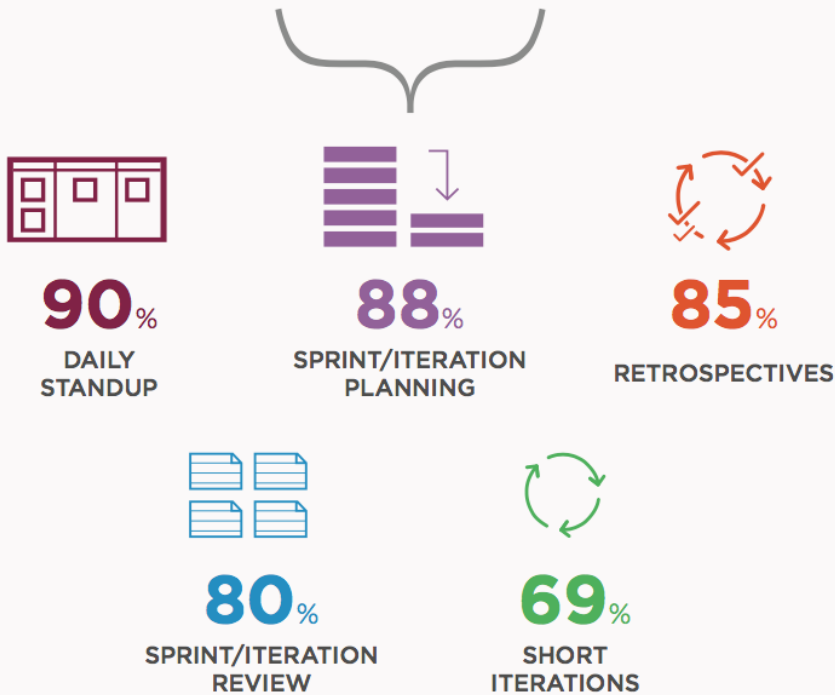 90%
DAILY
STANDUP
88%
SPRINT/ITERATION
PLANNING
85%
RETROSPECTIVES
80%
SPRINT/ITERATION
REVIEW
69%
SHORT
ITERATIONS